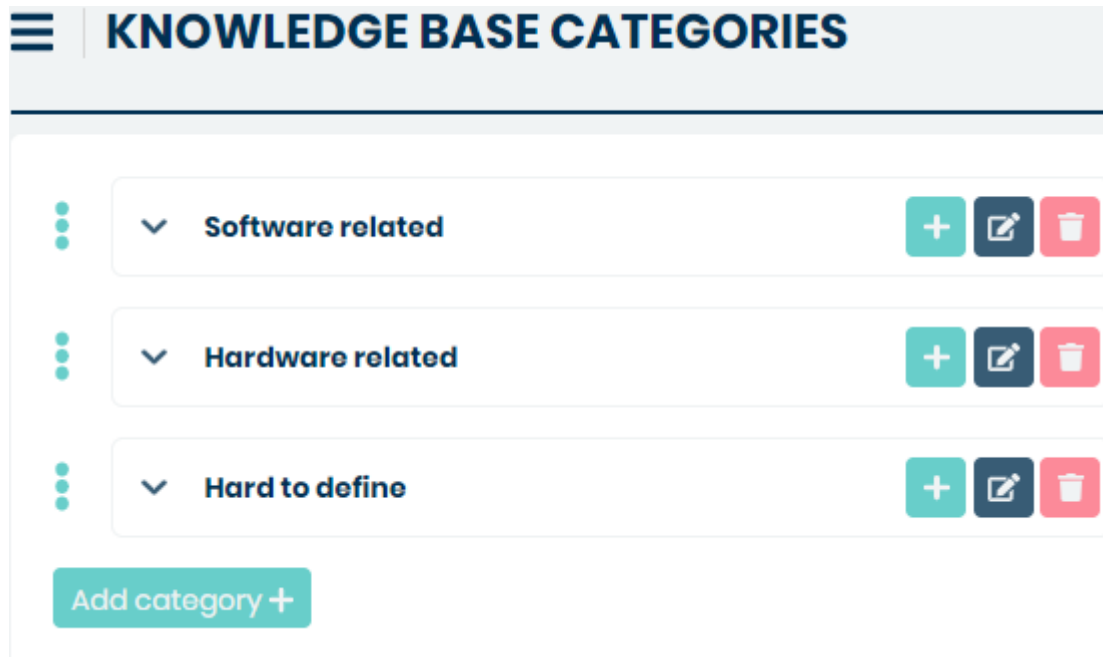 KNOWLEDGE BASE CATEGORIES
Software related
Hardware related
Hard to define
Add category +